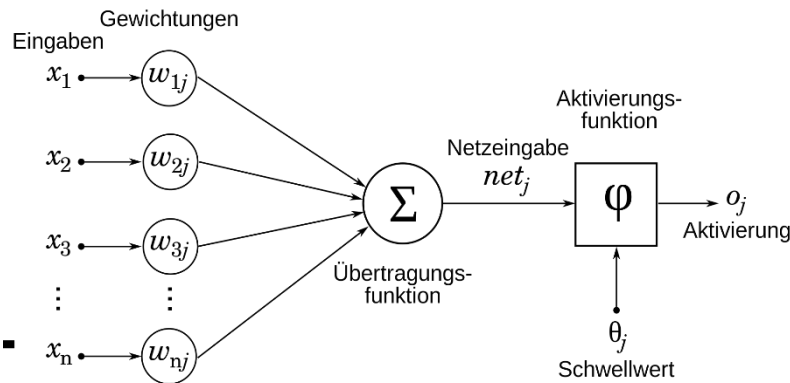 Gewichtungen
Eingaben
x1 w1j
x2 w2j
x3 w3j
⋮ ⋮
xn wnj
Σ
Übertragungs-
funktion
Netzeingabe
netj
Aktivierungs-
funktion
φ
oj
Aktivierung
θj
Schwellwert